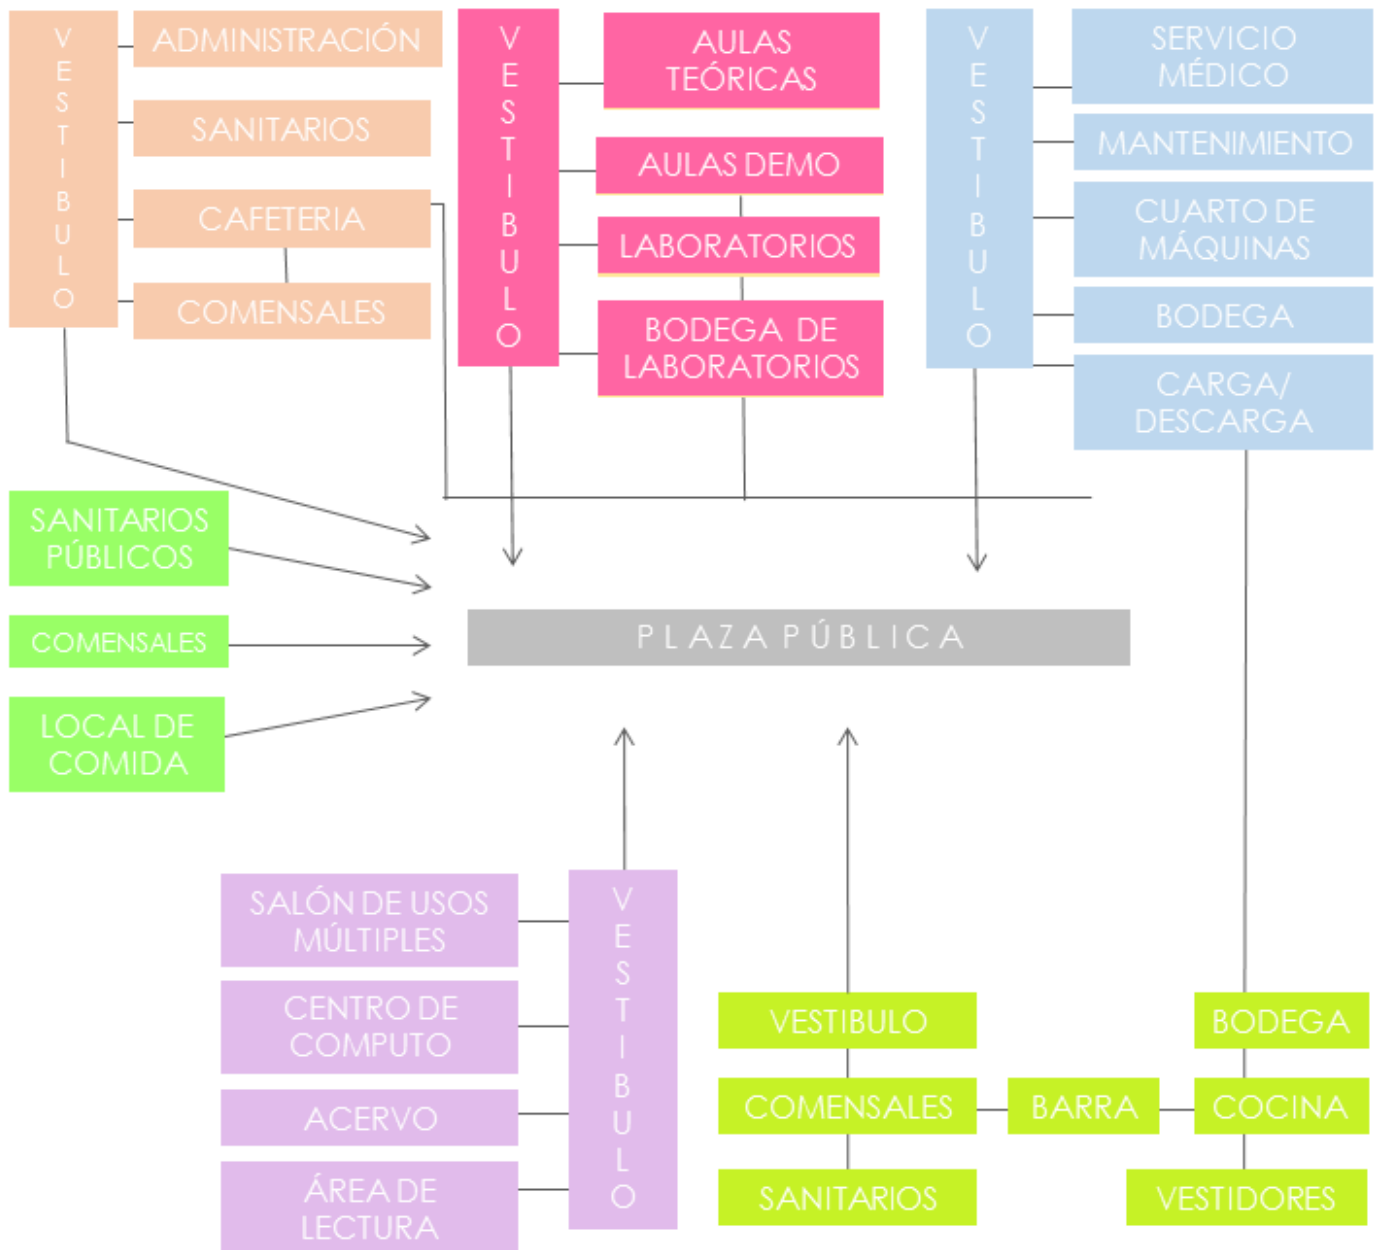 VESTIBULO
ADMINISTRACIÓN
SANITARIOS
CAFETERIA
COMENSALES
VESTIBULO
AULAS
TEÓRICAS
AULAS DEMO
LABORATORIOS
BODEGA DE
LABORATORIOS
VESTIBULO
SERVICIO
MÉDICO
MANTENIMIENTO
CUARTO DE
MÁQUINAS
BODEGA
CARGA/
DESCARGA
SANITARIOS
PÚBLICOS
COMENSALES
LOCAL DE
COMIDA
PLAZA PÚBLICA
SALÓN DE USOS
MÚLTIPLES
CENTRO DE
COMPUTO
ACERVO
ÁREA DE
LECTURA
VESTIBULO
VESTIBULO
BODEGA
COMENSALES
BARRA
COCINA
SANITARIOS
VESTIDORES